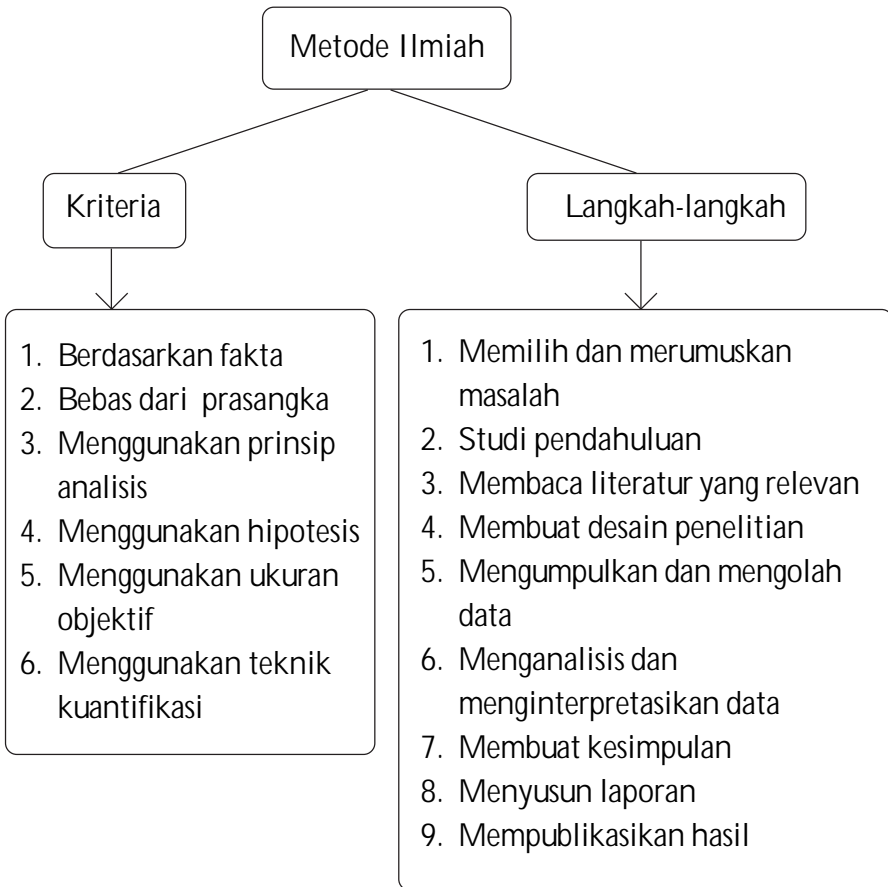 Metode Ilmiah
Kriteria
Langkah-langkah
1. Berdasarkan fakta
2. Bebas dari prasangka
3. Menggunakan prinsip
analisis
4. Menggunakan hipotesis
5. Menggunakan ukuran
objektif
6. Menggunakan teknik
kuantifikasi
1. Memilih dan merumuskan
masalah
2. Studi pendahuluan
3. Membaca literatur yang relevan
4. Membuat desain penelitian
5. Mengumpulkan dan mengolah
data
6. Menganalisis dan
menginterpretasikan data
7. Membuat kesimpulan
8. Menyusun laporan
9. Mempublikasikan hasil